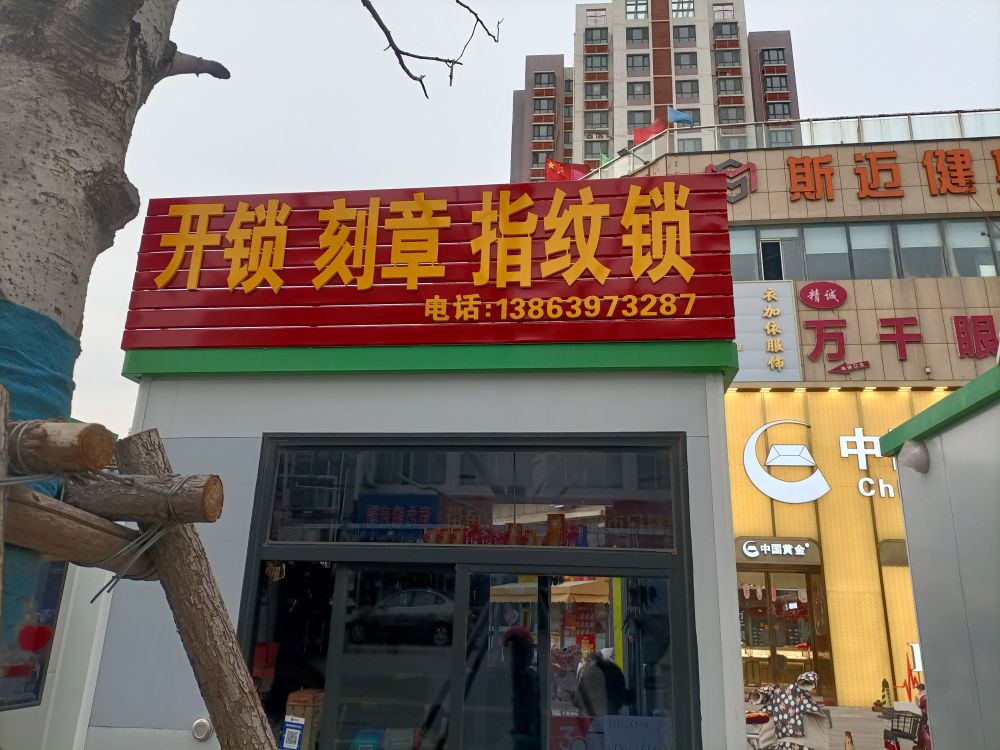 开锁 刻章 指纹锁
电话:13863973287
斯迈健
衣加依服饰
精诚
万千眼
中
Ch
中国黄金